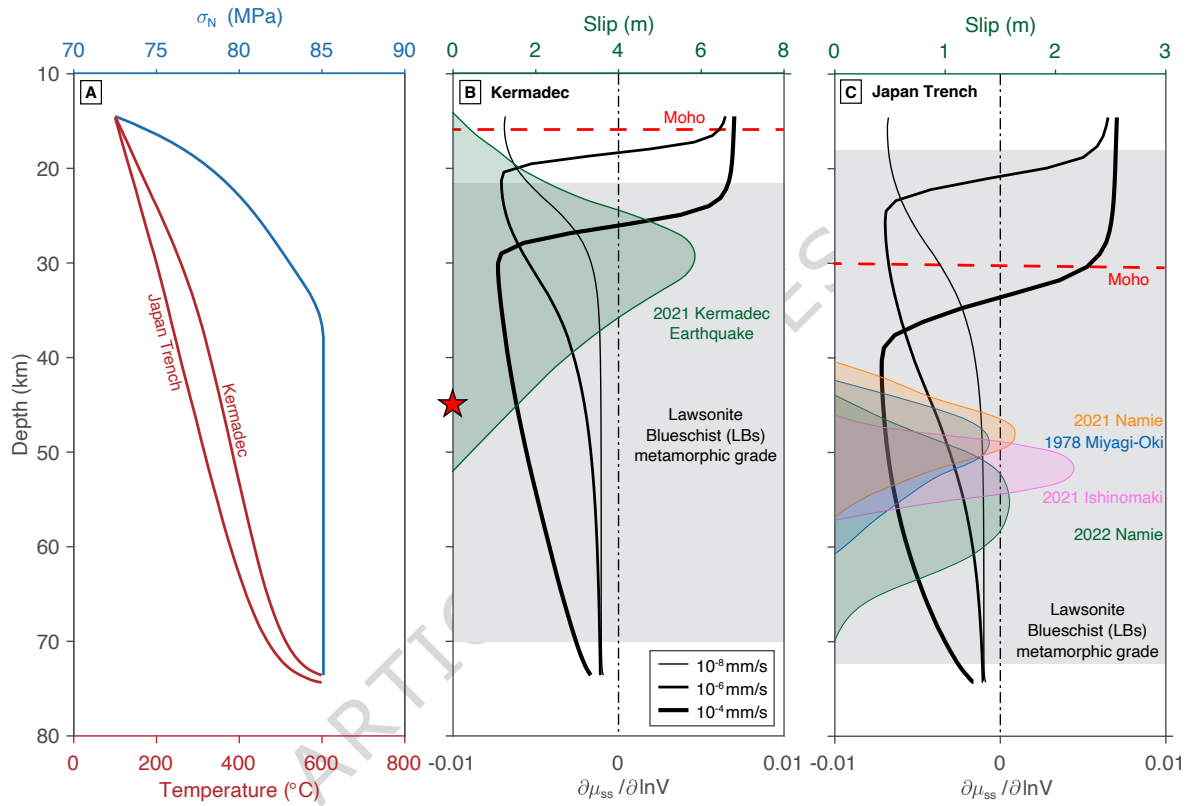 σN (MPa)
70 75 80 85 90
Slip (m)
0 2 4 6 8
Slip (m)
0 1 2 3
10
20
30
40
50
60
70
80
Depth (km)
A
Japan Trench
Kermadec
0 200 400 600 800
Temperature (°C)
B Kermadec
Moho
2021 Kermadec
Earthquake
Lawsonite
Blueschist (LBs)
metamorphic grade
10-8 mm/s
10-6 mm/s
10-4 mm/s
-0.01 0 0.01
∂μss / ∂lnV
C Japan Trench
Moho
2021 Namie
1978 Miyagi-Oki
2021 Ishinomaki
2022 Namie
Lawsonite
Blueschist (LBs)
metamorphic grade
-0.01 0 0.01
∂μss / ∂lnV